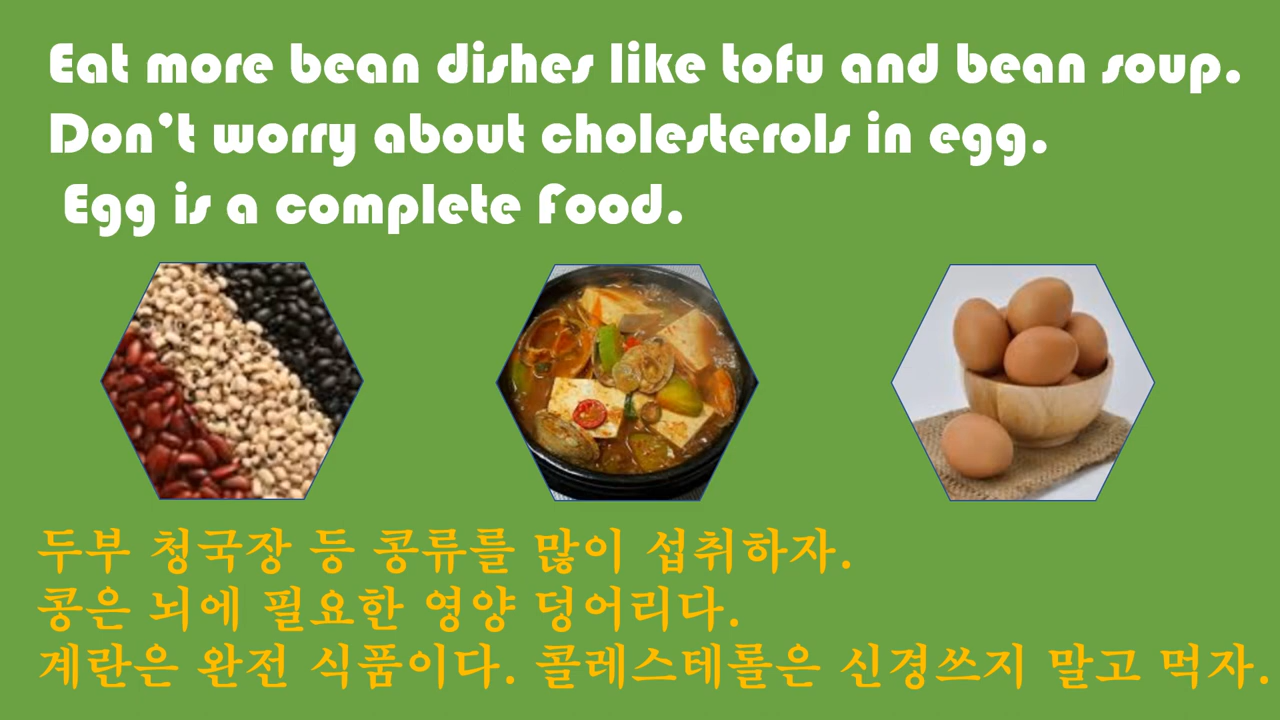 Eat more bean dishes like tofu and bean soup.
Don't worry about cholesterols in egg.
Egg is a complete Food.
두부 청국장 등 콩류를 많이 섭취하자.
콩은 뇌에 필요한 영양 덩어리다.
계란은 완전 식품이다. 콜레스테롤은 신경쓰지 말고 먹자.